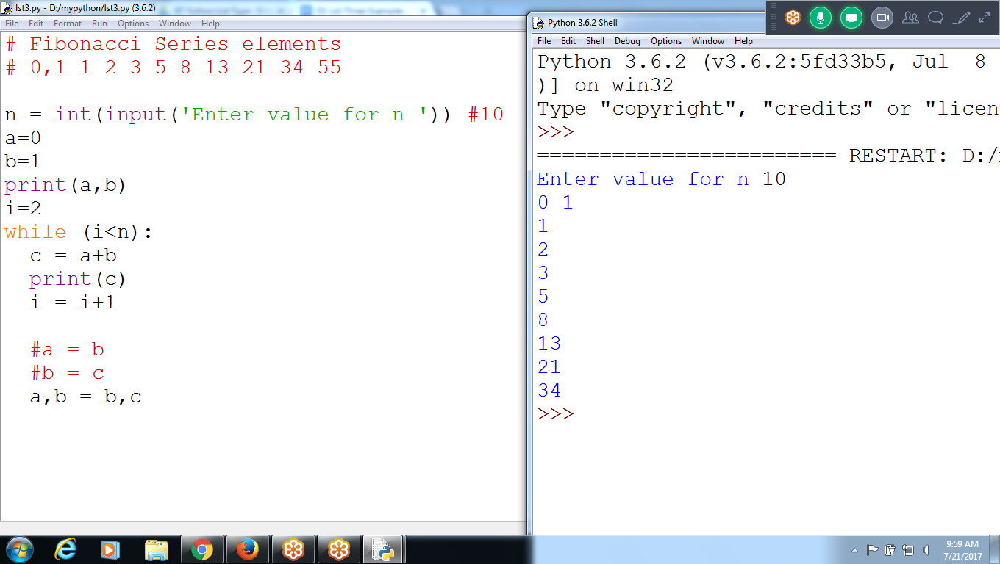 lst3.py - D:/mypython/lst3.py (3.6.2)
File Edit Format Run Options Window Help
# Fibonacci Series elements
# 0,1 1 2 3 5 8 13 21 34 55
n = int(input('Enter value for n ')) #10
a=0
b=1
print(a,b)
i=2
while (i<n):
c = a+b
print(c)
i = i+1
#a = b
#b = c
a,b = b,c
Python 3.6.2 Shell
File Edit Shell Debug Options Window Help
Python 3.6.2 (v3.6.2:5fd33b5, Jul 8
)] on win32
Type "copyright", "credits" or "licen
>>>
======================== RESTART: D:/
Enter value for n 10
0 1
1
2
3
5
8
13
21
34
>>>
9:59 AM
7/21/2017